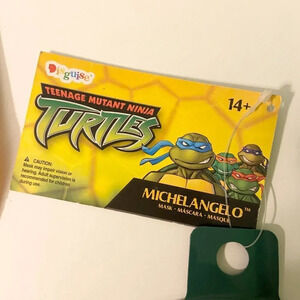 Disguise®
TEENAGE MUTANT NINJA
TURTLES
14+
⚠ CAUTION:
Mask may impair vision or
hearing. Adult supervision is
recommended for children
during use.
MICHELANGELO™
MASK · MÁSCARA · MASQUE